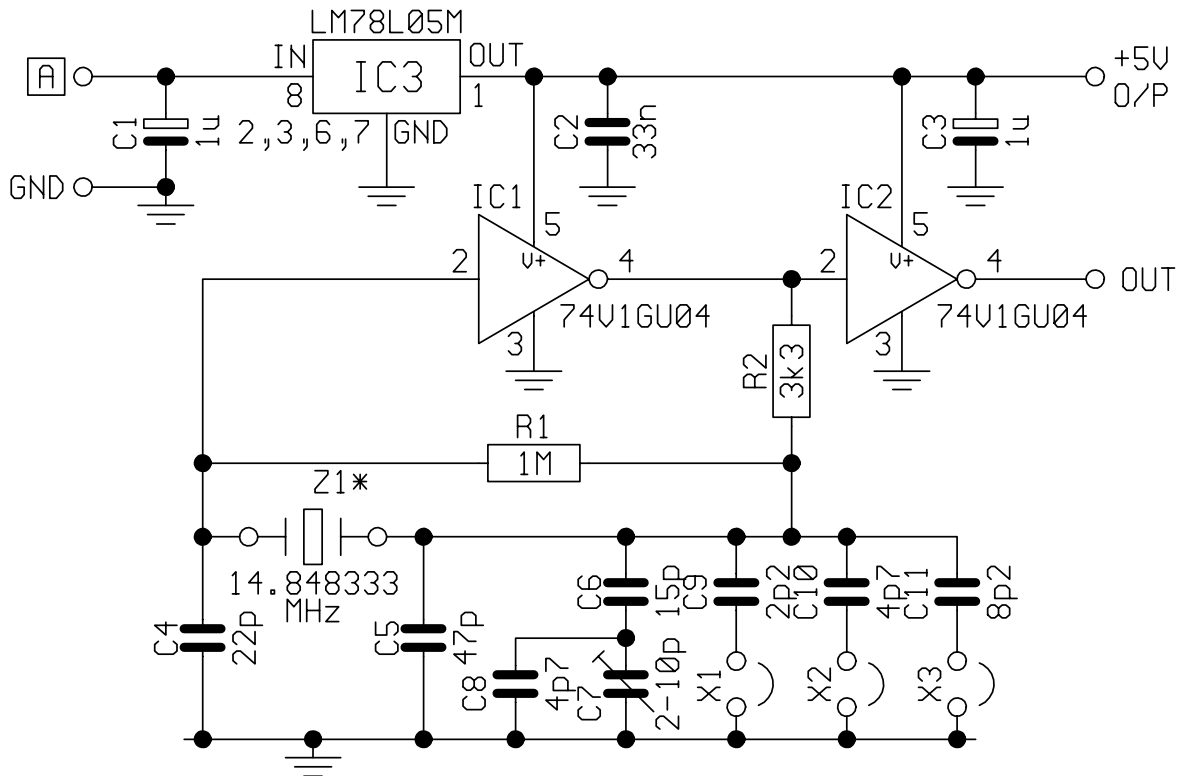 LM78L05M
A
IN
IC3
OUT
+5V
O/P
8
1
C1
1u
2,3,6,7
GND
C2
33n
C3
1u
GND
IC1
5
V+
2
4
3
74V1GU04
IC2
5
V+
2
4
3
74V1GU04
OUT
R2
3k3
R1
1M
Z1*
14.848333
MHz
C4
22p
C5
47p
C6
15p
C9
2p2
C10
4p7
C11
8p2
C8
4p7
C7
2-10p
X1
X2
X3